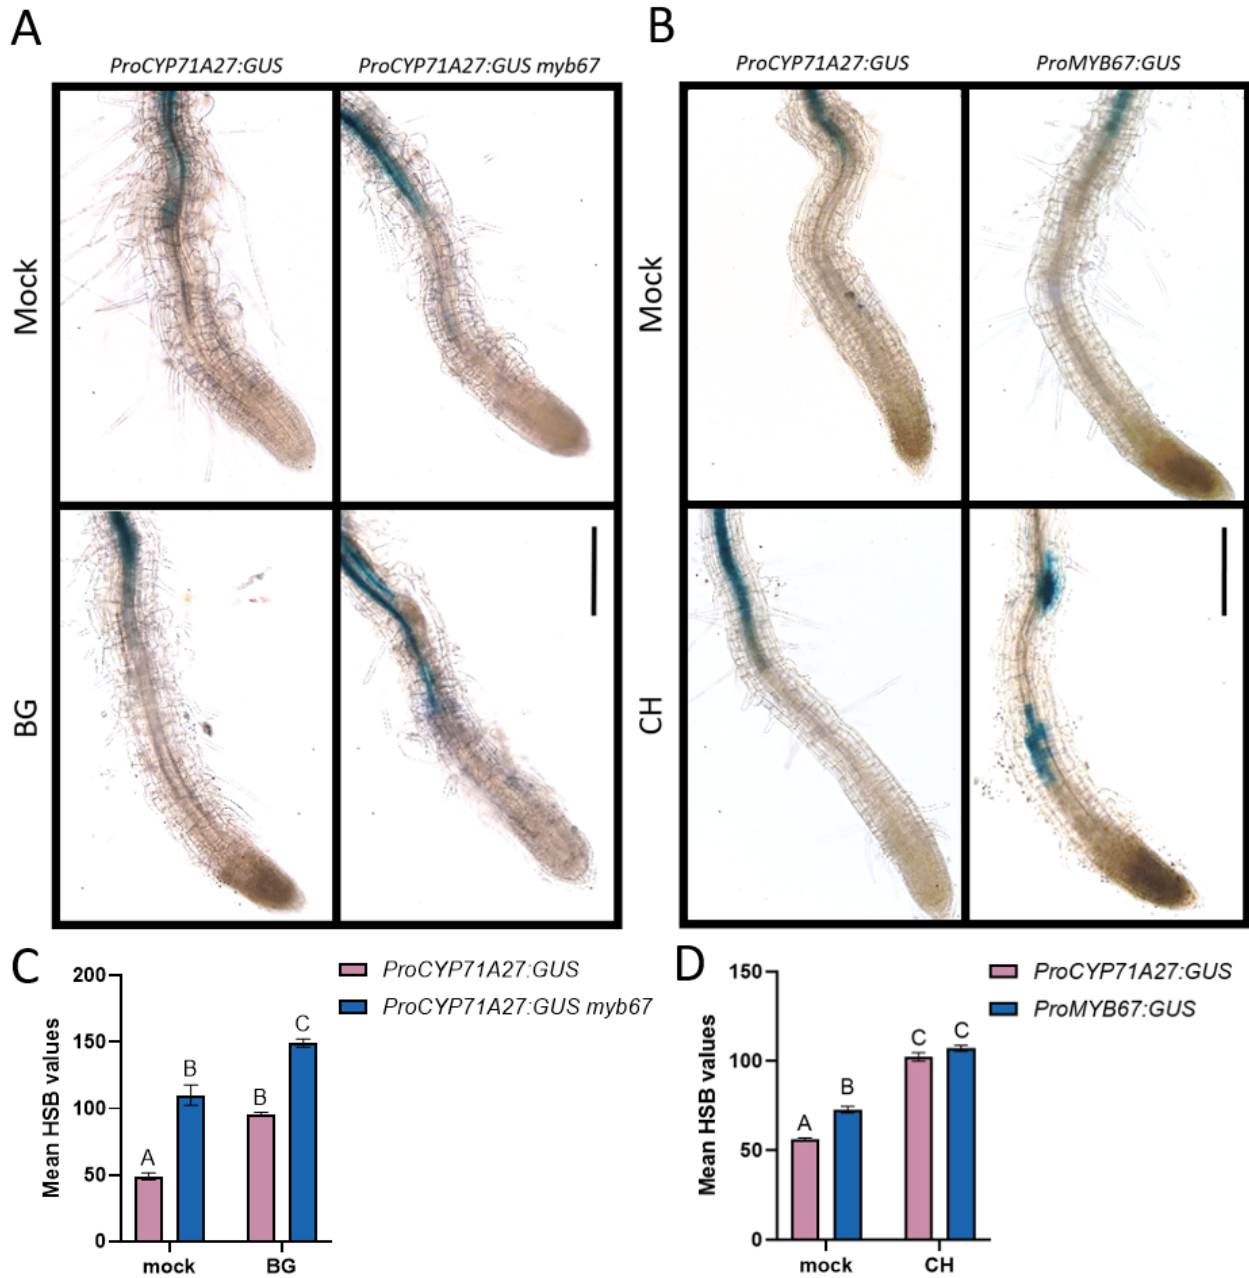 A
B
ProCYP71A27:GUS
ProCYP71A27:GUS myb67
ProCYP71A27:GUS
ProMYB67:GUS
Mock
Mock
BG
CH
C
D
ProCYP71A27:GUS
ProCYP71A27:GUS myb67
ProCYP71A27:GUS
ProMYB67:GUS
Mean HSB values
200
150
100
50
0
A
B
B
C
mock
BG
Mean HSB values
150
100
50
0
A
B
C
C
mock
CH